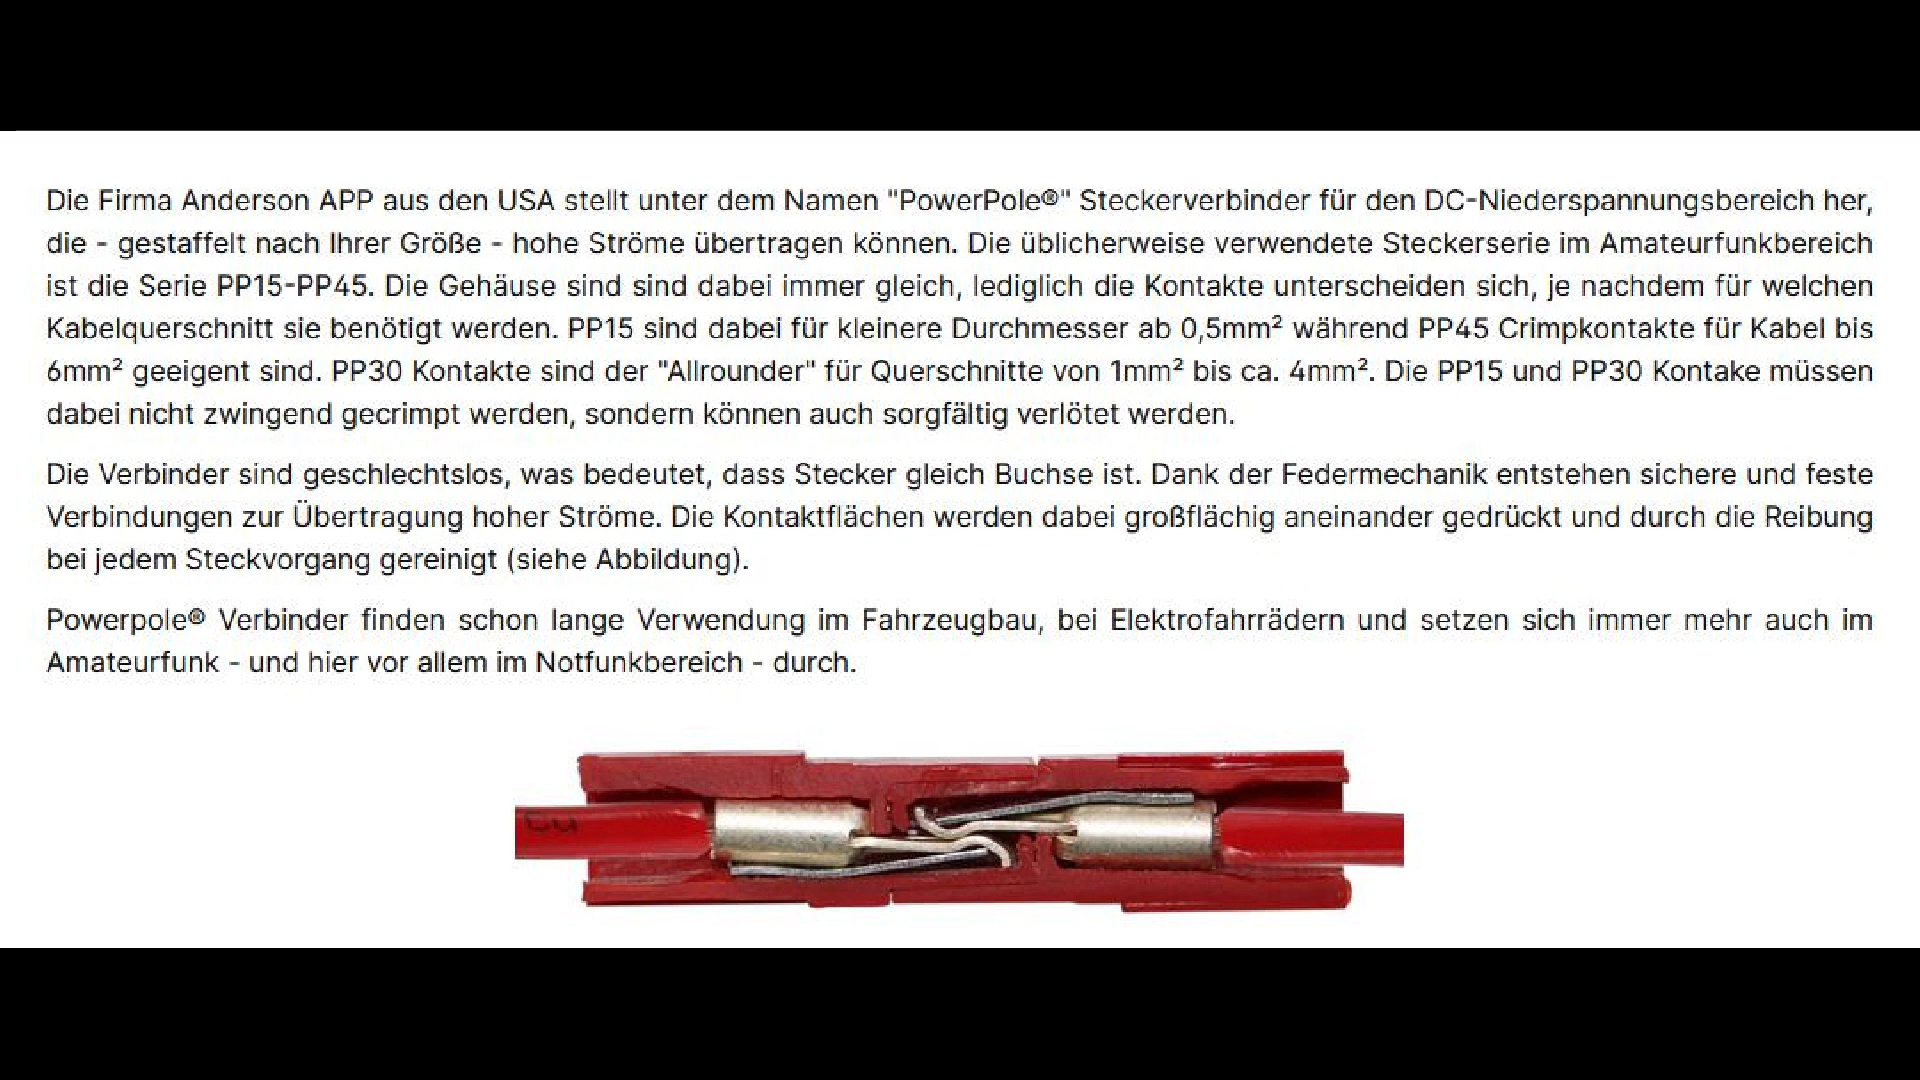 Die Firma Anderson APP aus den USA stellt unter dem Namen "PowerPole®" Steckerverbinder für den DC-Niederspannungsbereich her,
die - gestaffelt nach Ihrer Größe - hohe Ströme übertragen können. Die üblicherweise verwendete Steckerserie im Amateurfunkbereich
ist die Serie PP15-PP45. Die Gehäuse sind sind dabei immer gleich, lediglich die Kontakte unterscheiden sich, je nachdem für welchen
Kabelquerschnitt sie benötigt werden. PP15 sind dabei für kleinere Durchmesser ab 0,5mm² während PP45 Crimpkontakte für Kabel bis
6mm² geeigent sind. PP30 Kontakte sind der "Allrounder" für Querschnitte von 1mm² bis ca. 4mm². Die PP15 und PP30 Kontake müssen
dabei nicht zwingend gecrimpt werden, sondern können auch sorgfältig verlötet werden.
Die Verbinder sind geschlechtslos, was bedeutet, dass Stecker gleich Buchse ist. Dank der Federmechanik entstehen sichere und feste
Verbindungen zur Übertragung hoher Ströme. Die Kontaktflächen werden dabei großflächig aneinander gedrückt und durch die Reibung
bei jedem Steckvorgang gereinigt (siehe Abbildung).
Powerpole® Verbinder finden schon lange Verwendung im Fahrzeugbau, bei Elektrofahrrädern und setzen sich immer mehr auch im
Amateurfunk - und hier vor allem im Notfunkbereich - durch.